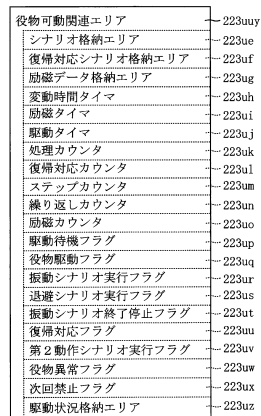 役物可動関連エリア 223uuy
シナリオ格納エリア 223ue
復帰対応シナリオ格納エリア 223uf
励磁データ格納エリア 223ug
変動時間タイマ 223uh
励磁タイマ 223ui
駆動タイマ 223uj
処理カウンタ 223uk
復帰対応カウンタ 223ul
ステップカウンタ 223um
繰り返しカウンタ 223un
励磁カウンタ 223uo
駆動待機フラグ 223up
役物駆動フラグ 223uq
振動シナリオ実行フラグ 223ur
退避シナリオ実行フラグ 223us
振動シナリオ終了停止フラグ 223ut
復帰対応フラグ 223uu
第2動作シナリオ実行フラグ 223uv
役物異常フラグ 223uw
次回禁止フラグ 223ux
駆動状況格納エリア 223uz